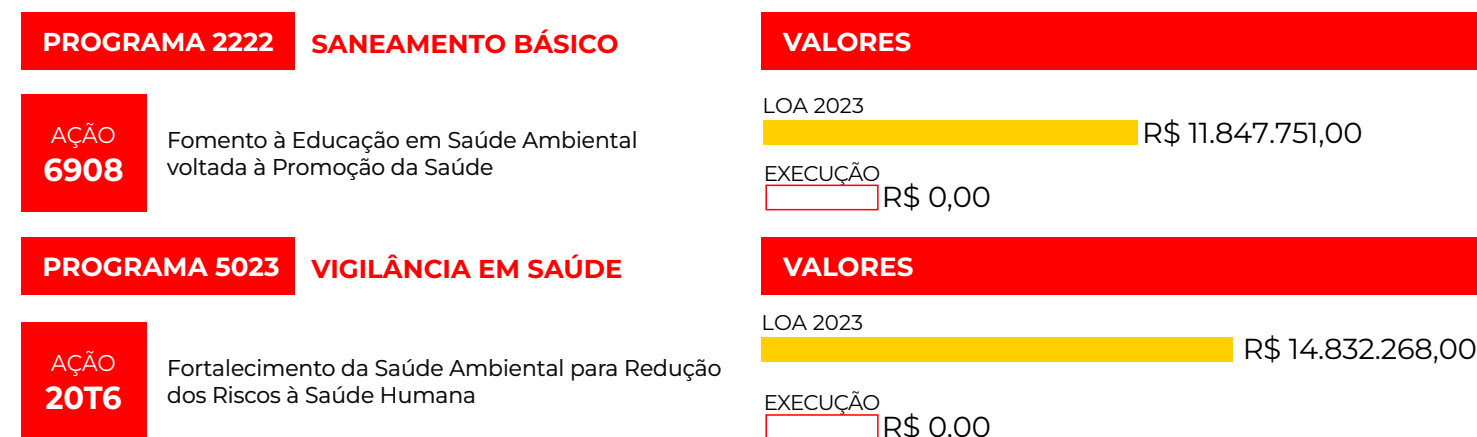 PROGRAMA 2222
SANEAMENTO BÁSICO
VALORES
AÇÃO
6908
Fomento à Educação em Saúde Ambiental
voltada à Promoção da Saúde
LOA 2023
R$ 11.847.751,00
EXECUÇÃO
R$ 0,00
PROGRAMA 5023
VIGILÂNCIA EM SAÚDE
VALORES
AÇÃO
20T6
Fortalecimento da Saúde Ambiental para Redução
dos Riscos à Saúde Humana
LOA 2023
R$ 14.832.268,00
EXECUÇÃO
R$ 0,00